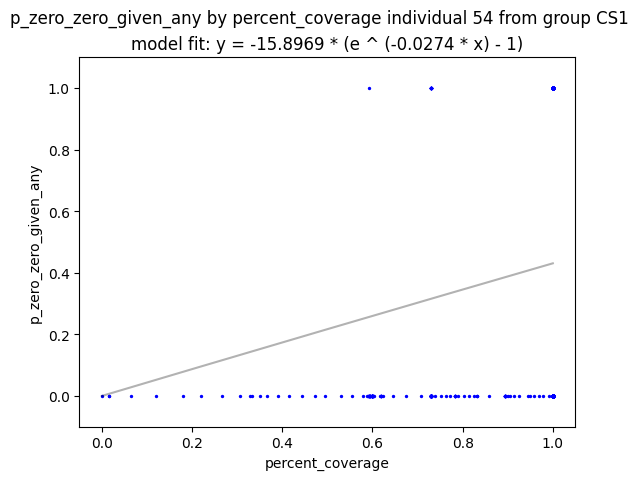 p_zero_zero_given_any by percent_coverage individual 54 from group CS1
model fit: y = -15.8969 * (e ^ (-0.0274 * x) - 1)
1.0
0.8
0.6
0.4
0.2
0.0
p_zero_zero_given_any
0.0 0.2 0.4 0.6 0.8 1.0
percent_coverage